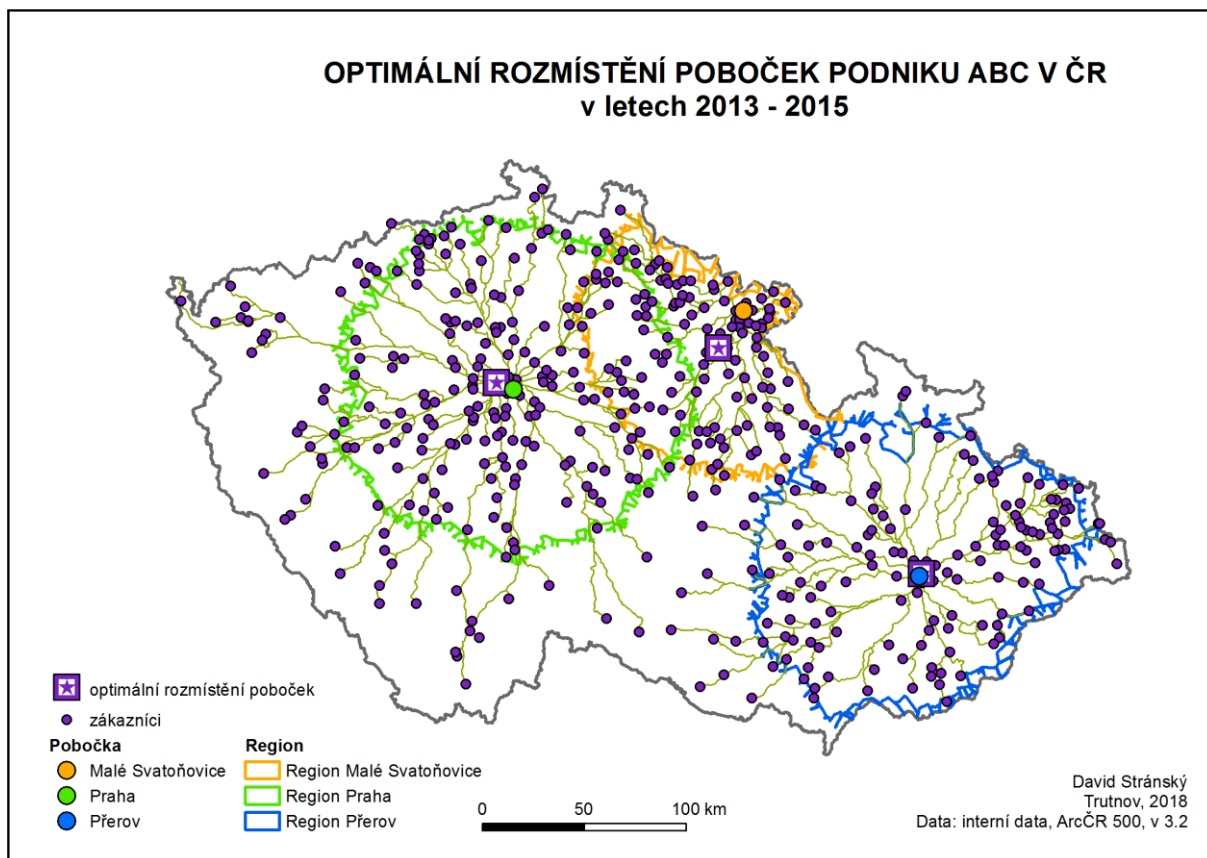 OPTIMÁLNÍ ROZMÍSTĚNÍ POBOČEK PODNIKU ABC V ČR
v letech 2013 - 2015
optimální rozmístění poboček
zákazníci
Pobočka
Malé Svatoňovice
Praha
Přerov
Region
Region Malé Svatoňovice
Region Praha
Region Přerov
0 50 100 km
David Stránský
Trutnov, 2018
Data: interní data, ArcČR 500, v 3.2